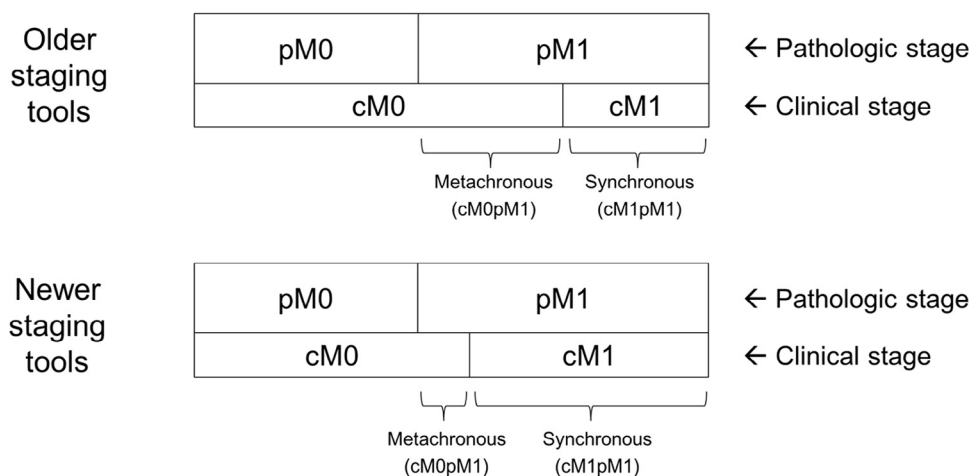 Older
staging
tools
pM0
pM1
← Pathologic stage
cM0
cM1
← Clinical stage
Metachronous
(cM0pM1)
Synchronous
(cM1pM1)
Newer
staging
tools
pM0
pM1
← Pathologic stage
cM0
cM1
← Clinical stage
Metachronous
(cM0pM1)
Synchronous
(cM1pM1)